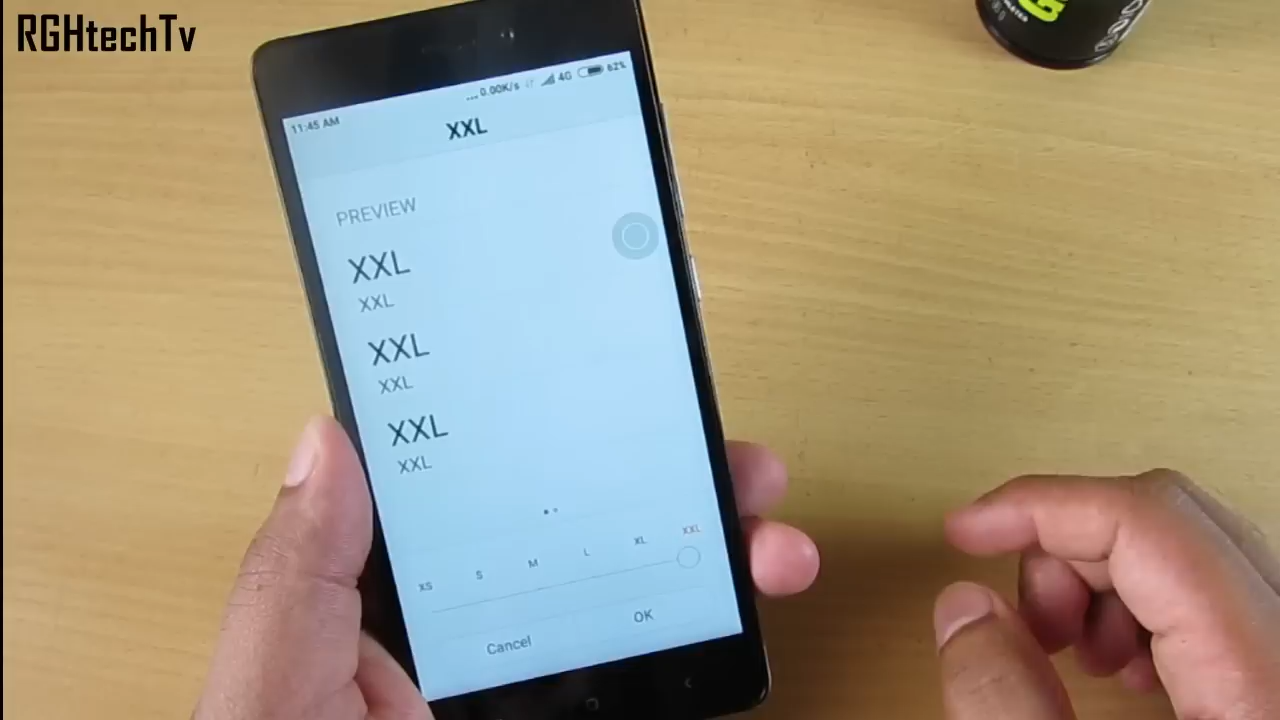 RGHtechTv
11:45 AM
...0.00K/s 4G 62%
XXL
PREVIEW
XXL
XXL
XXL
XXL
XXL
XXL
XS S M L XL XXL
Cancel OK